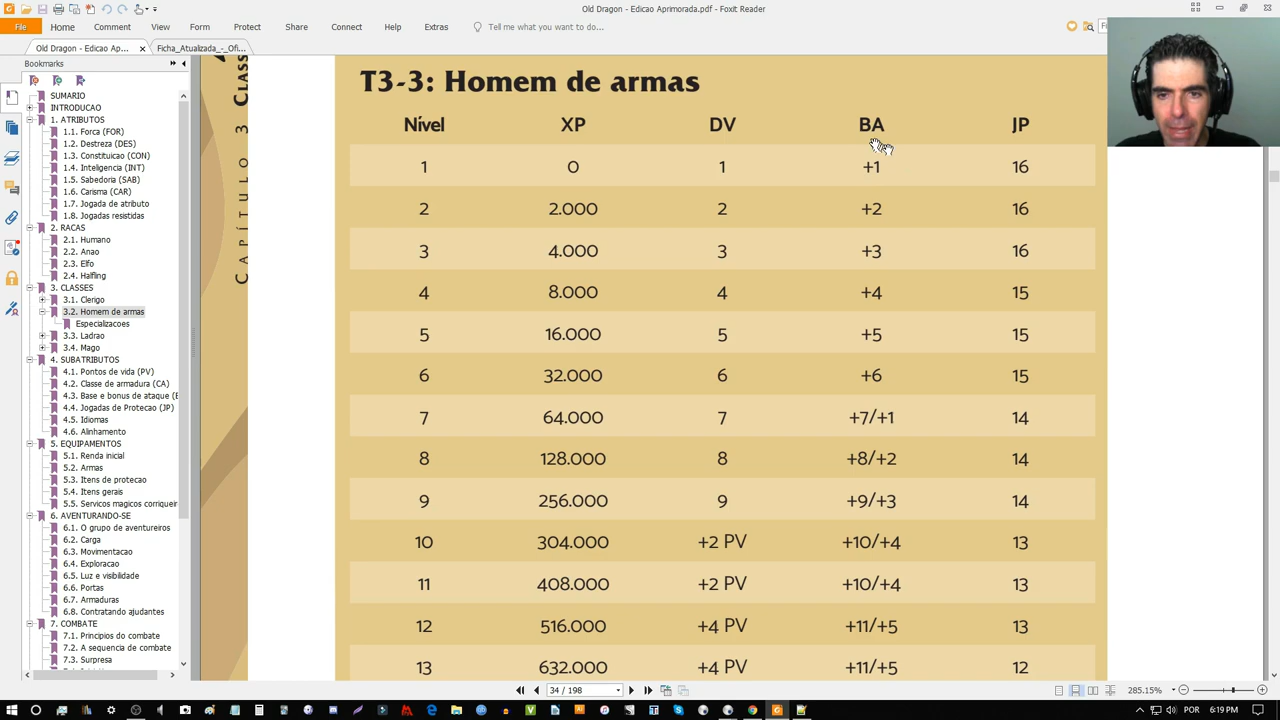 Old Dragon - Edicao Aprimorada.pdf - Foxit Reader
File Home Comment View Form Protect Share Connect Help Extras Tell me what you want to do...
Old Dragon - Edicao Ap... Ficha_Atualizada_-_Ofi...
Bookmarks
SUMARIO
INTRODUCAO
1. ATRIBUTOS
1.1. Forca (FOR)
1.2. Destreza (DES)
1.3. Constituicao (CON)
1.4. Inteligencia (INT)
1.5. Sabedoria (SAB)
1.6. Carisma (CAR)
1.7. Jogada de atributo
1.8. Jogadas resistidas
2. RACAS
2.1. Humano
2.2. Anao
2.3. Elfo
2.4. Halfling
3. CLASSES
3.1. Clerigo
3.2. Homem de armas
Especializacoes
3.3. Ladrao
3.4. Mago
4. SUBATRIBUTOS
4.1. Pontos de vida (PV)
4.2. Classe de armadura (CA)
4.3. Base e bonus de ataque (B
4.4. Jogadas de Protecao (JP)
4.5. Idiomas
4.6. Alinhamento
5. EQUIPAMENTOS
5.1. Renda inicial
5.2. Armas
5.3. Itens de protecao
5.4. Itens gerais
5.5. Servicos magicos corriqueir
6. AVENTURANDO-SE
6.1. O grupo de aventureiros
6.2. Carga
6.3. Movimentacao
6.4. Exploracao
6.5. Luz e visibilidade
6.6. Portas
6.7. Armaduras
6.8. Contratando ajudantes
7. COMBATE
7.1. Principios do combate
7.2. A sequencia de combate
7.3. Surpresa
CAPÍTULO 3 CLASS
T3-3: Homem de armas
Nível XP DV BA JP
1 0 1 +1 16
2 2.000 2 +2 16
3 4.000 3 +3 16
4 8.000 4 +4 15
5 16.000 5 +5 15
6 32.000 6 +6 15
7 64.000 7 +7/+1 14
8 128.000 8 +8/+2 14
9 256.000 9 +9/+3 14
10 304.000 +2 PV +10/+4 13
11 408.000 +2 PV +10/+4 13
12 516.000 +4 PV +11/+5 13
13 632.000 +4 PV +11/+5 12
34 / 198 285.15%
POR 6:19 PM